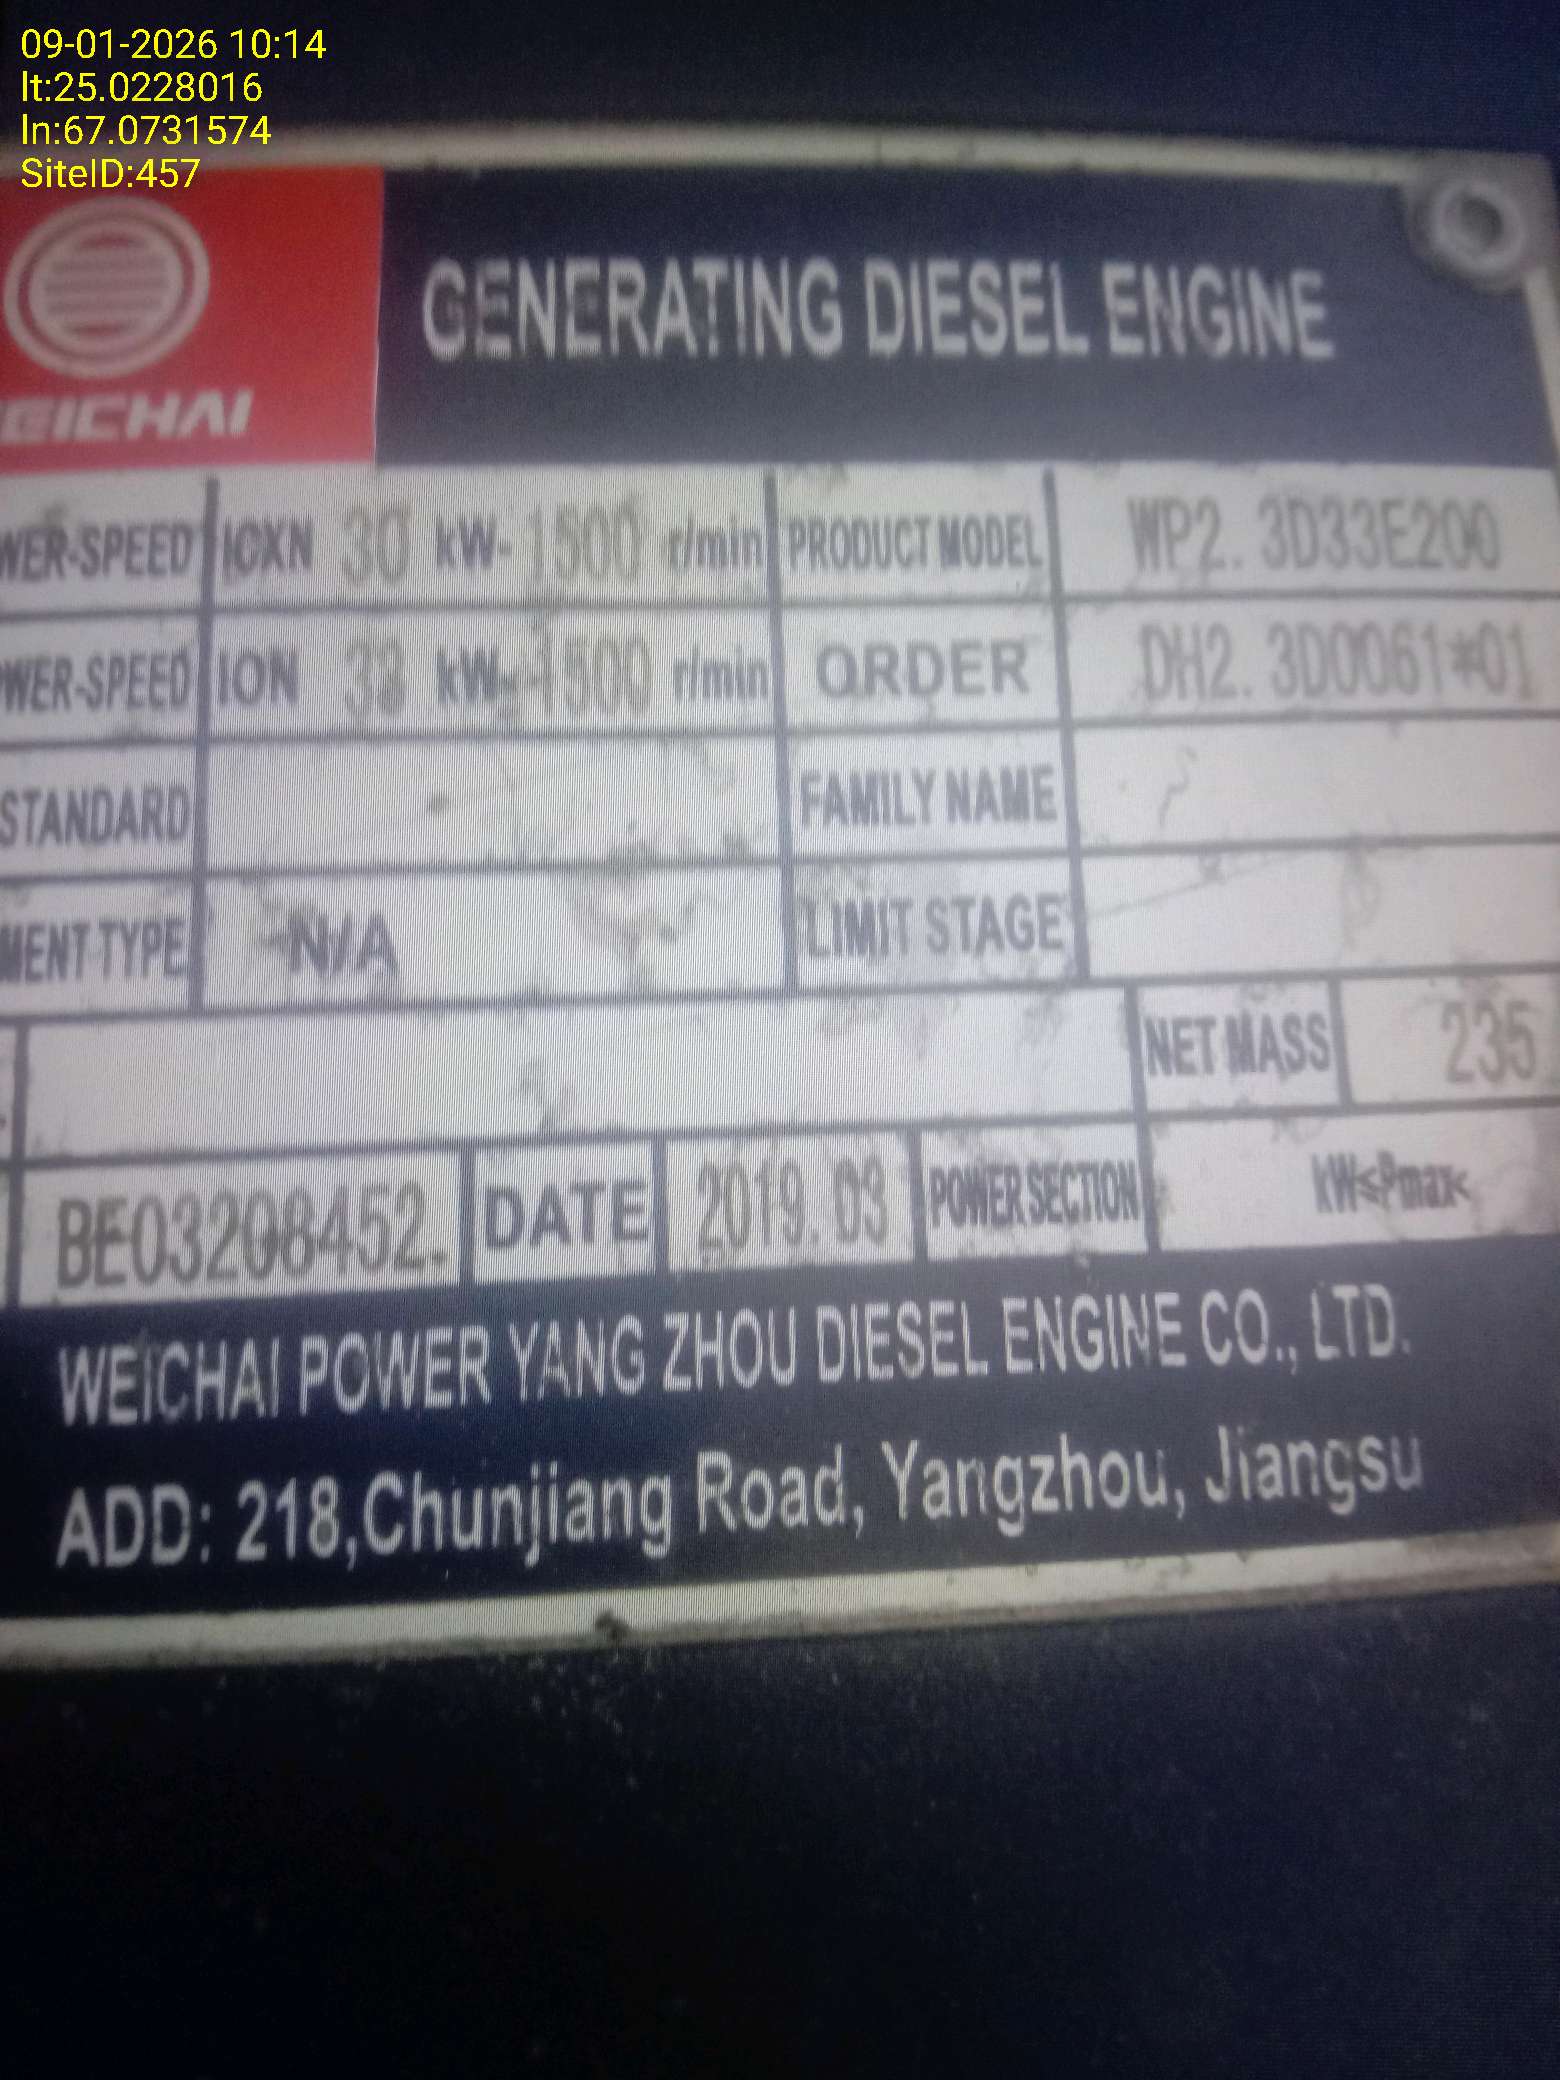 09-01-2026 10:14
lt:25.0228016
ln:67.0731574
SiteID:457
EICHAI
GENERATING DIESEL ENGINE
WER-SPEED ICXN 30 kW- 1500 r/min PRODUCT MODEL WP2. 3D33E200
WER-SPEED ION 33 kW- 1500 r/min ORDER DH2. 3D0061*01
STANDARD FAMILY NAME
MENT TYPE N/A LIMIT STAGE
NET MASS 235
BE03208452. DATE 2019. 03 POWER SECTION kW≤Pmax<
WEICHAI POWER YANG ZHOU DIESEL ENGINE CO., LTD.
ADD: 218,Chunjiang Road, Yangzhou, Jiangsu